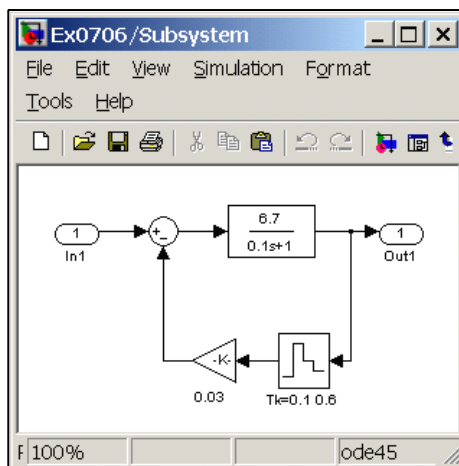 Ex0706/Subsystem
File Edit View Simulation Format
Tools Help
6.7
0.1s+1
1
In1
+
-
1
Out1
-K-
0.03
Tk=0.1 0.6
F 100% ode45